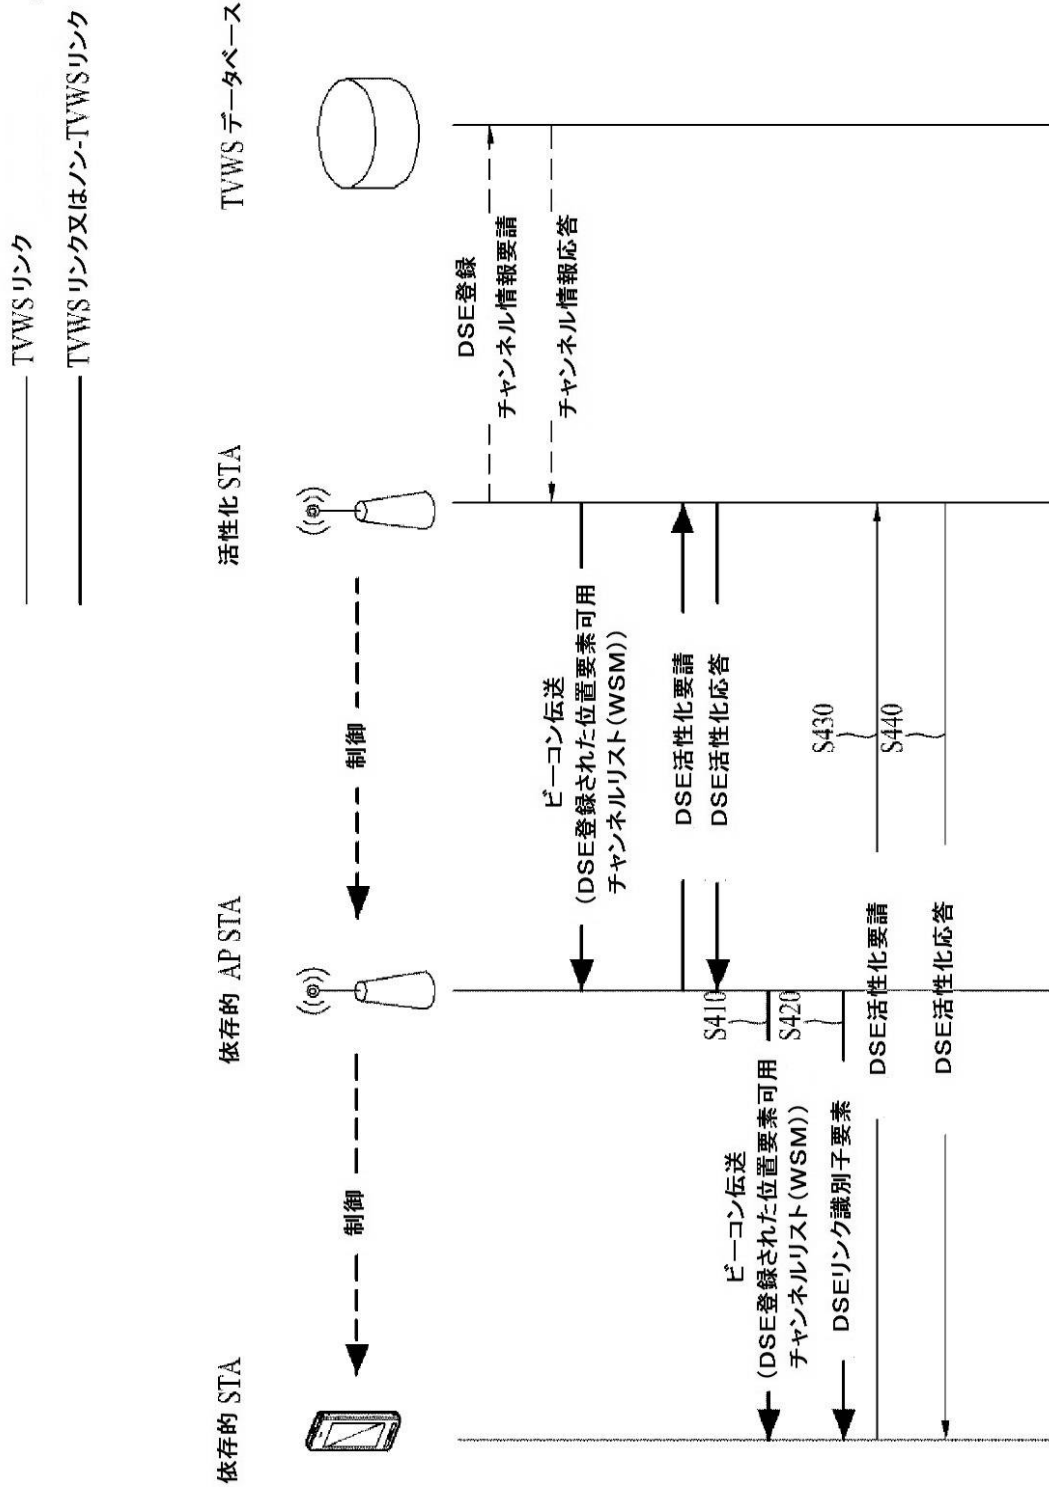 TVWSリンク
TVWSリンク又はノン-TVWSリンク
依存的 STA
依存的 AP STA
活性化 STA
TVWS データベース
制御
制御
DSE登録
チャンネル情報要請
チャンネル情報応答
ビーコン伝送
(DSE登録された位置要素可用
チャンネルリスト(WSM))
DSE活性化要請
DSE活性化応答
S410
ビーコン伝送
(DSE登録された位置要素可用
チャンネルリスト(WSM))
S420
DSEリンク識別子要素
S430
DSE活性化要請
S440
DSE活性化応答